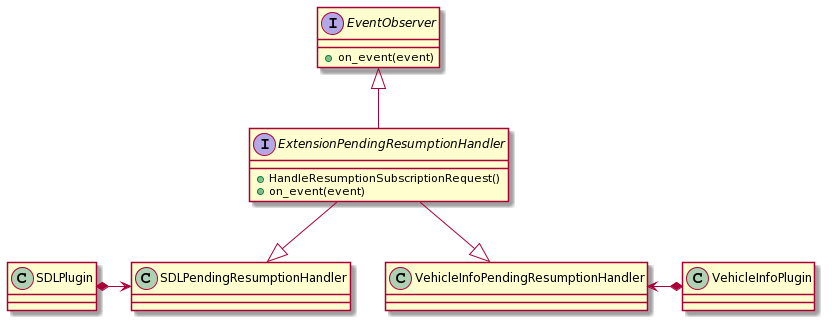 I EventObserver
on_event(event)
I ExtensionPendingResumptionHandler
HandleResumptionSubscriptionRequest()
on_event(event)
C SDLPlugin
C SDLPendingResumptionHandler
C VehicleInfoPendingResumptionHandler
C VehicleInfoPlugin